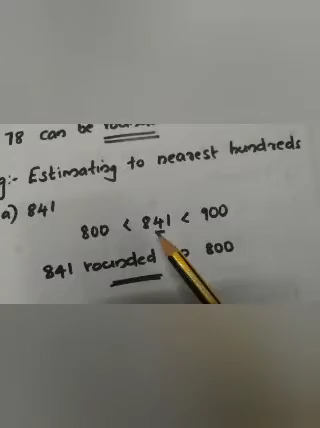 78 can be
g:- Estimating to nearest hundreds
a) 841
800 < 841 < 900
841 rounded 800